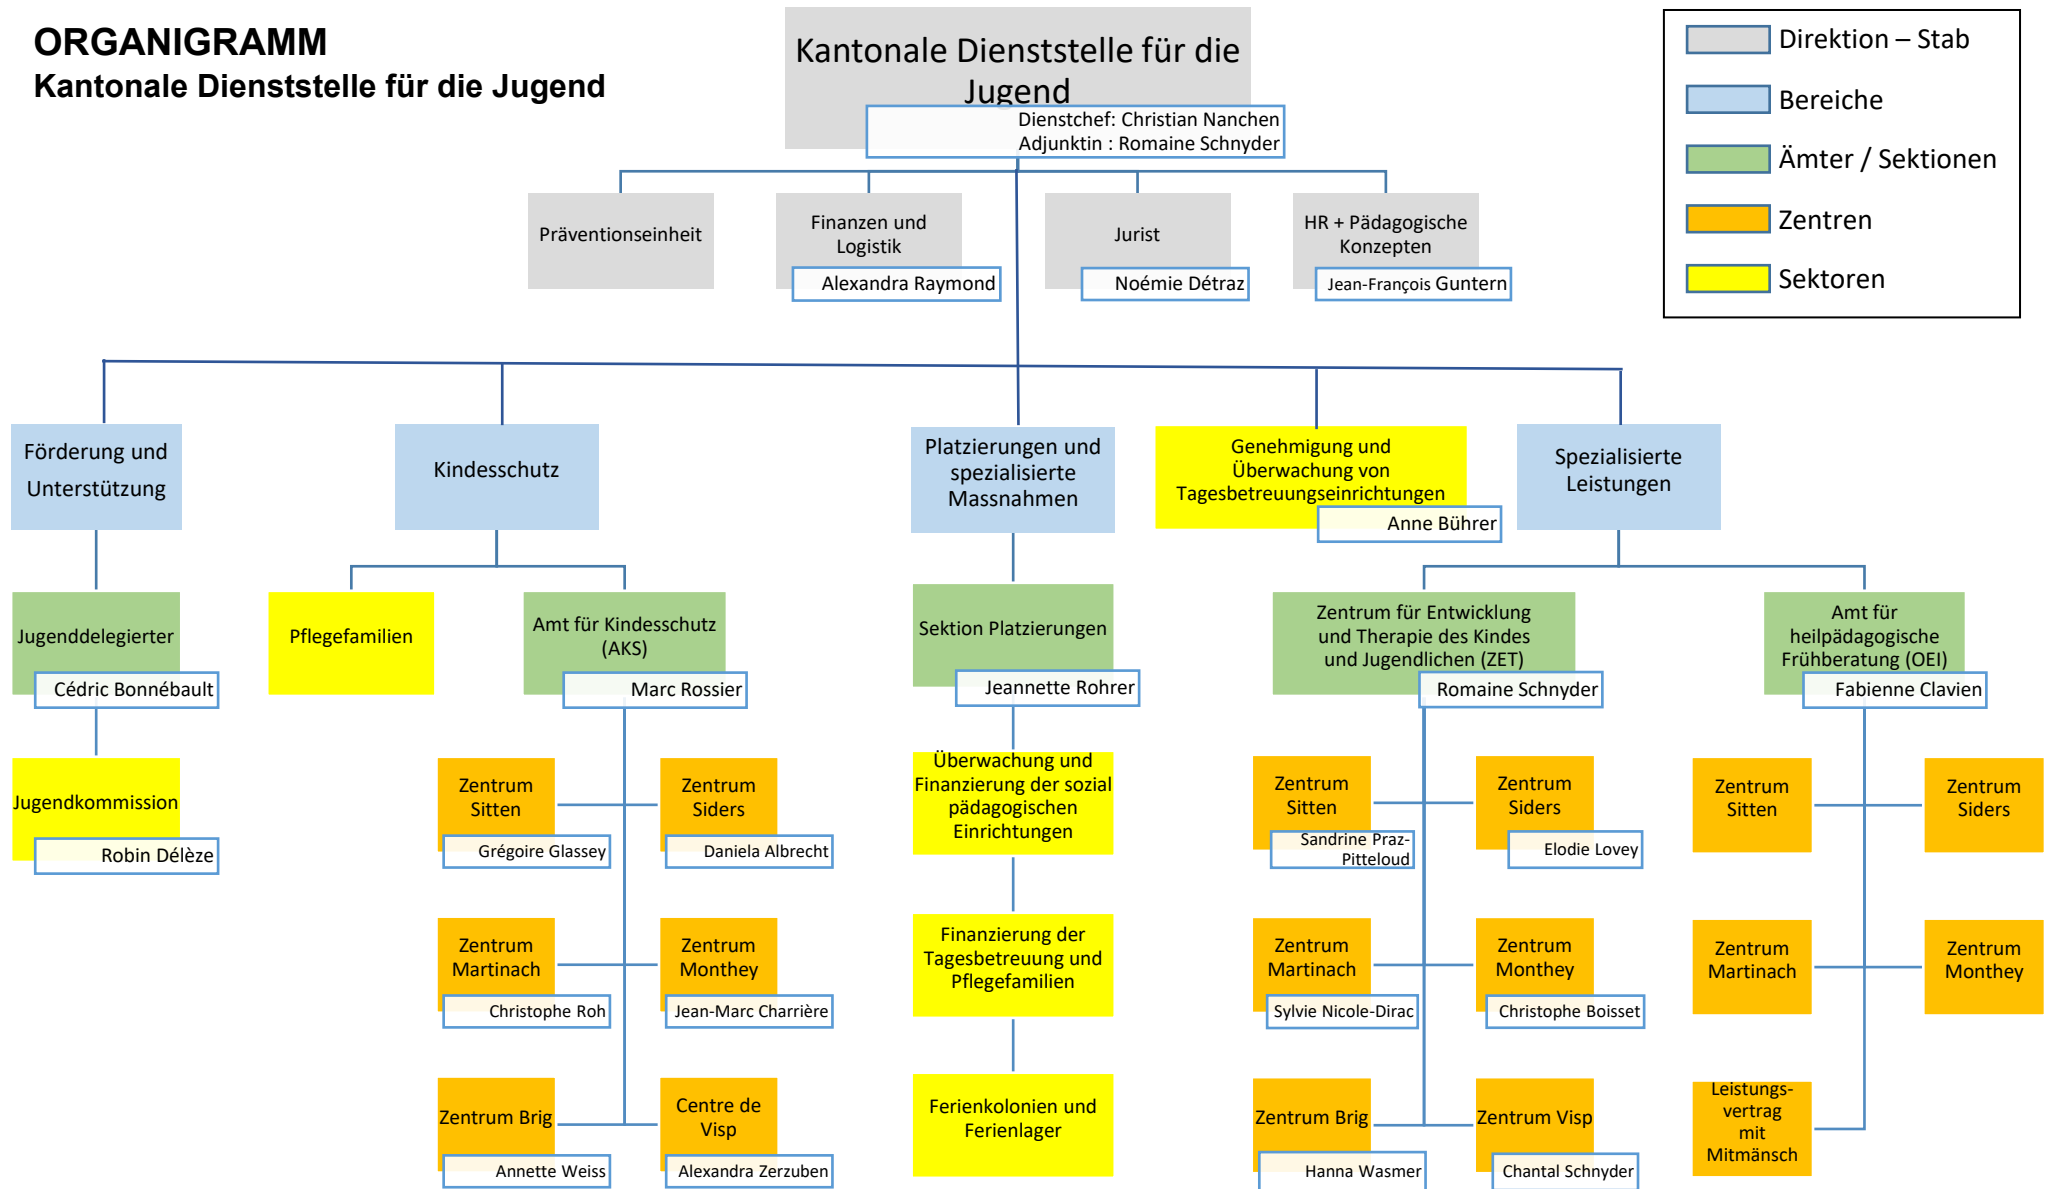 ORGANIGRAMM
Kantonale Dienststelle für die Jugend
Kantonale Dienststelle für die
Jugend
Dienstchef: Christian Nanchen
Adjunktin : Romaine Schnyder
Direktion – Stab
Bereiche
Ämter / Sektionen
Zentren
Sektoren
Präventionseinheit
Finanzen und
Logistik
Alexandra Raymond
Jurist
Noémie Détraz
HR + Pädagogische
Konzepten
Jean-François Guntern
Förderung und
Unterstützung
Kindesschutz
Platzierungen und
spezialisierte
Massnahmen
Genehmigung und
Überwachung von
Tagesbetreuungseinrichtungen
Anne Bührer
Spezialisierte
Leistungen
Jugenddelegierter
Cédric Bonnébault
Pflegefamilien
Amt für Kindesschutz
(AKS)
Marc Rossier
Sektion Platzierungen
Jeannette Rohrer
Zentrum für Entwicklung
und Therapie des Kindes
und Jugendlichen (ZET)
Romaine Schnyder
Amt für
heilpädagogische
Frühberatung (OEI)
Fabienne Clavien
Jugendkommission
Robin Délèze
Zentrum
Sitten
Grégoire Glassey
Zentrum
Siders
Daniela Albrecht
Überwachung und
Finanzierung der sozial
pädagogischen
Einrichtungen
Zentrum
Sitten
Sandrine Praz-
Pitteloud
Zentrum
Siders
Elodie Lovey
Zentrum
Sitten
Zentrum
Siders
Zentrum
Martinach
Christophe Roh
Zentrum
Monthey
Jean-Marc Charrière
Finanzierung der
Tagesbetreuung und
Pflegefamilien
Zentrum
Martinach
Sylvie Nicole-Dirac
Zentrum
Monthey
Christophe Boisset
Zentrum
Martinach
Zentrum
Monthey
Zentrum Brig
Annette Weiss
Centre de
Visp
Alexandra Zerzuben
Ferienkolonien und
Ferienlager
Zentrum Brig
Hanna Wasmer
Zentrum Visp
Chantal Schnyder
Leistungs-
vertrag
mit
Mitmänsch